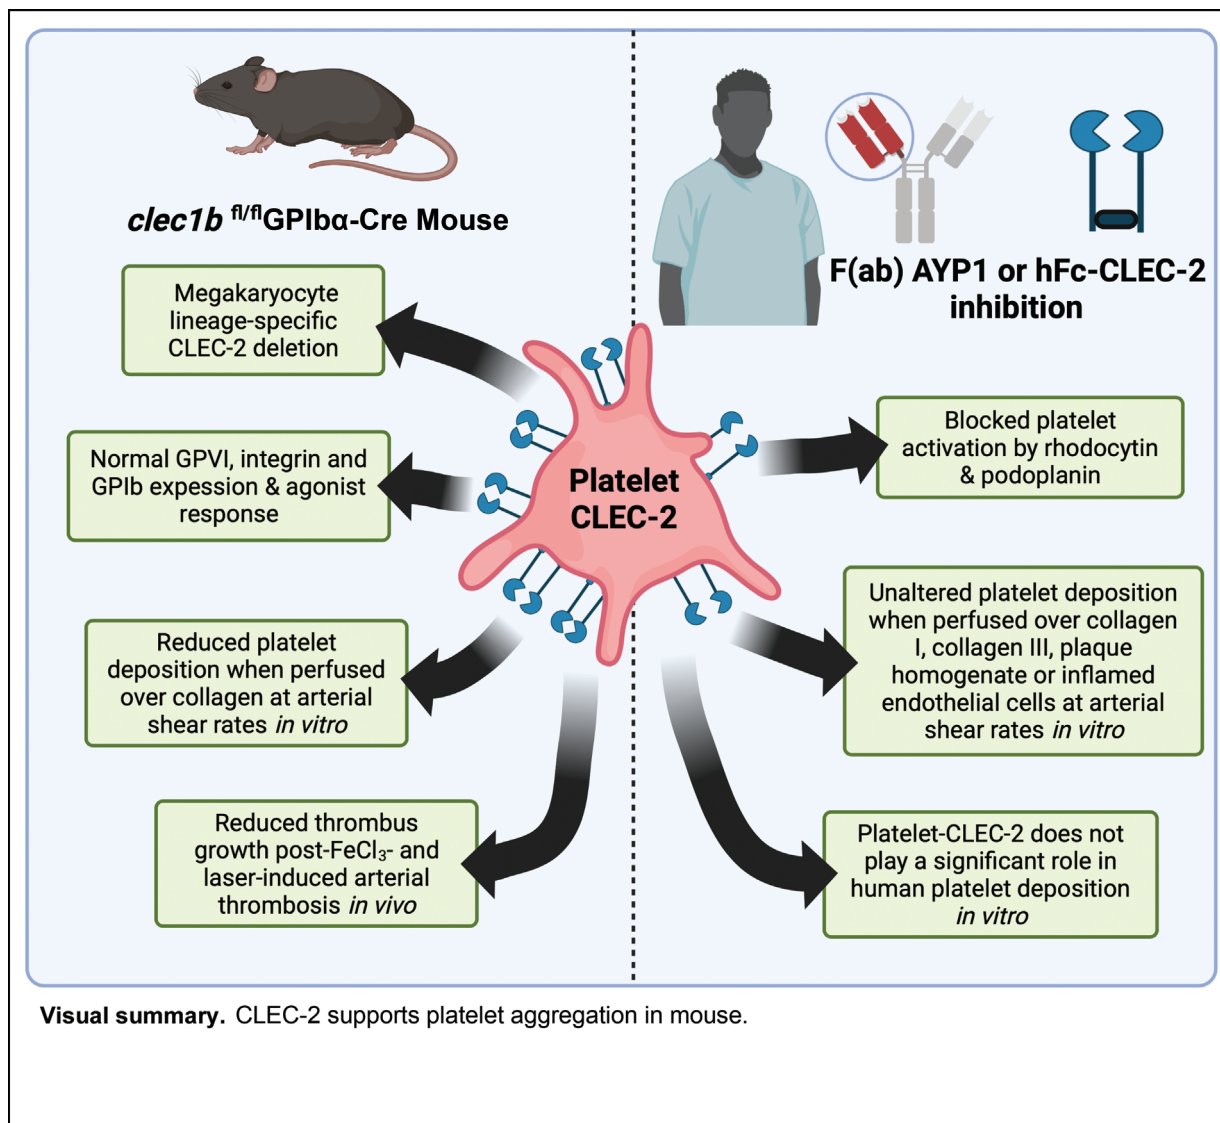 clec1b fl/flGPIbα-Cre Mouse
Megakaryocyte
lineage-specific
CLEC-2 deletion
Normal GPVI, integrin and
GPIb expession & agonist
response
Reduced platelet
deposition when perfused
over collagen at arterial
shear rates in vitro
Reduced thrombus
growth post-FeCl₃- and
laser-induced arterial
thrombosis in vivo
Platelet
CLEC-2
F(ab) AYP1 or hFc-CLEC-2
inhibition
Blocked platelet
activation by rhodocytin
& podoplanin
Unaltered platelet deposition
when perfused over collagen
I, collagen III, plaque
homogenate or inflamed
endothelial cells at arterial
shear rates in vitro
Platelet-CLEC-2 does not
play a significant role in
human platelet deposition
in vitro
Visual summary. CLEC-2 supports platelet aggregation in mouse.